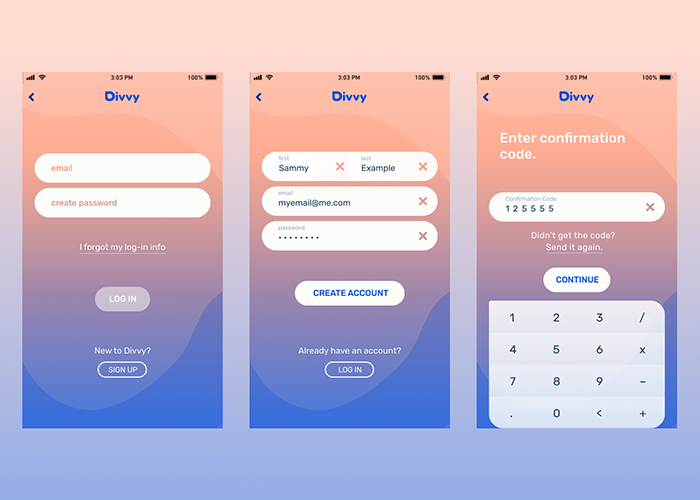 3:03 PM 100%
Divvy
email
create password
I forgot my log-in info
LOG IN
New to Divvy?
SIGN UP
3:03 PM 100%
Divvy
first last
Sammy Example
email
myemail@me.com
password
CREATE ACCOUNT
Already have an account?
LOG IN
3:03 PM 100%
Divvy
Enter confirmation
code.
Confirmation Code
1 2 5 5 5 5
Didn't get the code?
Send it again.
CONTINUE
1 2 3 /
4 5 6 x
7 8 9 –
. 0 < +